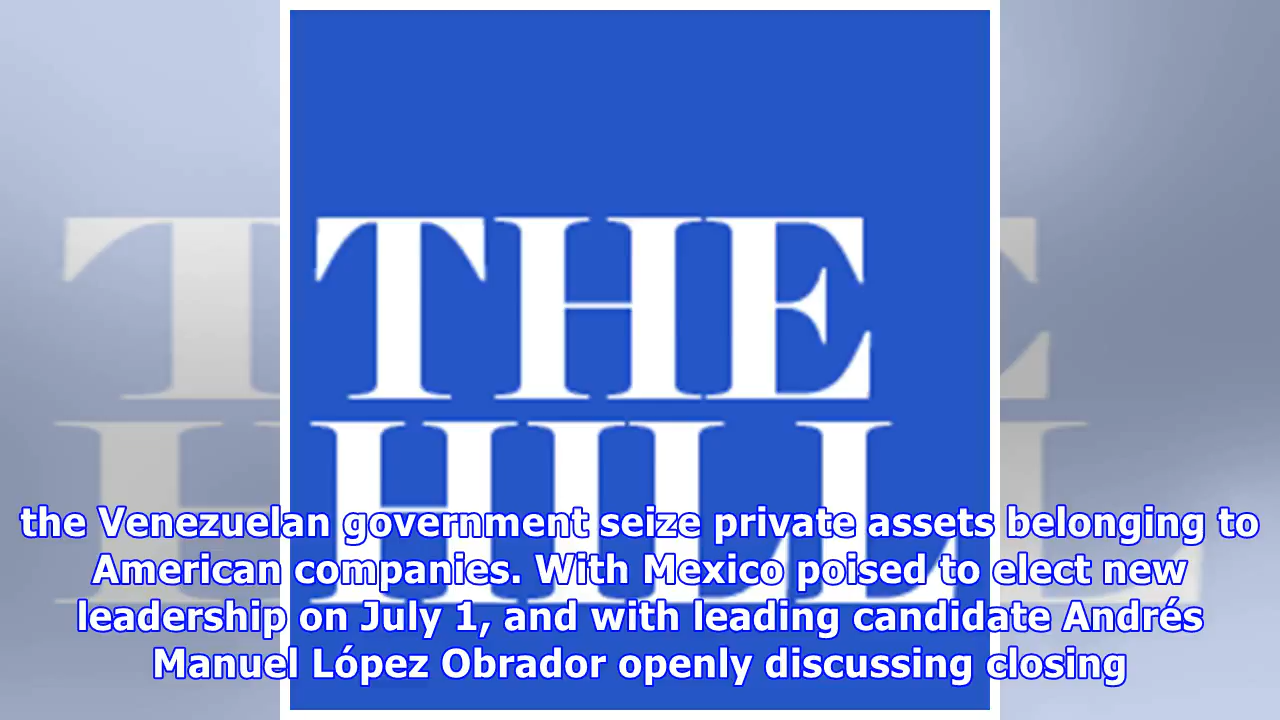 THE
HILL
the Venezuelan government seize private assets belonging to
American companies. With Mexico poised to elect new
leadership on July 1, and with leading candidate Andrés
Manuel López Obrador openly discussing closing